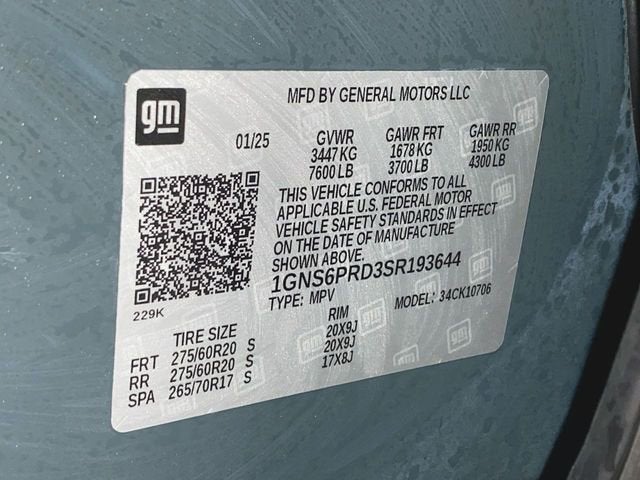 gm
MFD BY GENERAL MOTORS LLC
01/25 GVWR GAWR FRT GAWR RR
3447 KG 1678 KG 1950 KG
7600 LB 3700 LB 4300 LB
THIS VEHICLE CONFORMS TO ALL
APPLICABLE U.S. FEDERAL MOTOR
VEHICLE SAFETY STANDARDS IN EFFECT
ON THE DATE OF MANUFACTURE
SHOWN ABOVE.
1GNS6PRD3SR193644
TYPE: MPV MODEL: 34CK10706
229K
TIRE SIZE RIM
FRT 275/60R20 S 20X9J
RR 275/60R20 S 20X9J
SPA 265/70R17 S 17X8J